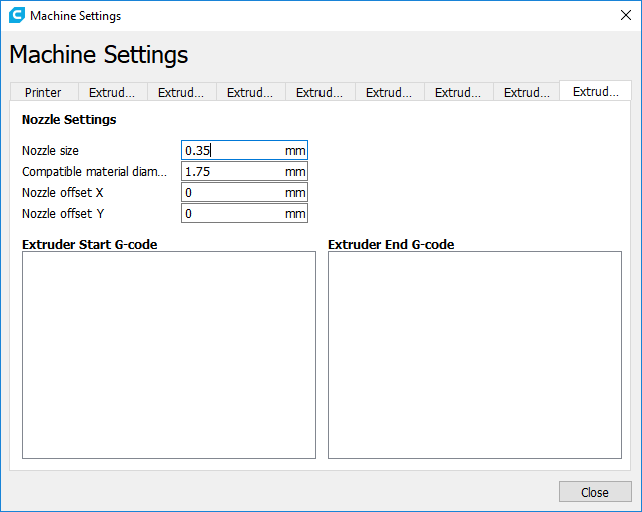 Machine Settings
Machine Settings
Printer Extrud... Extrud... Extrud... Extrud... Extrud... Extrud... Extrud... Extrud...
Nozzle Settings
Nozzle size 0.35 mm
Compatible material diam... 1.75 mm
Nozzle offset X 0 mm
Nozzle offset Y 0 mm
Extruder Start G-code Extruder End G-code
Close